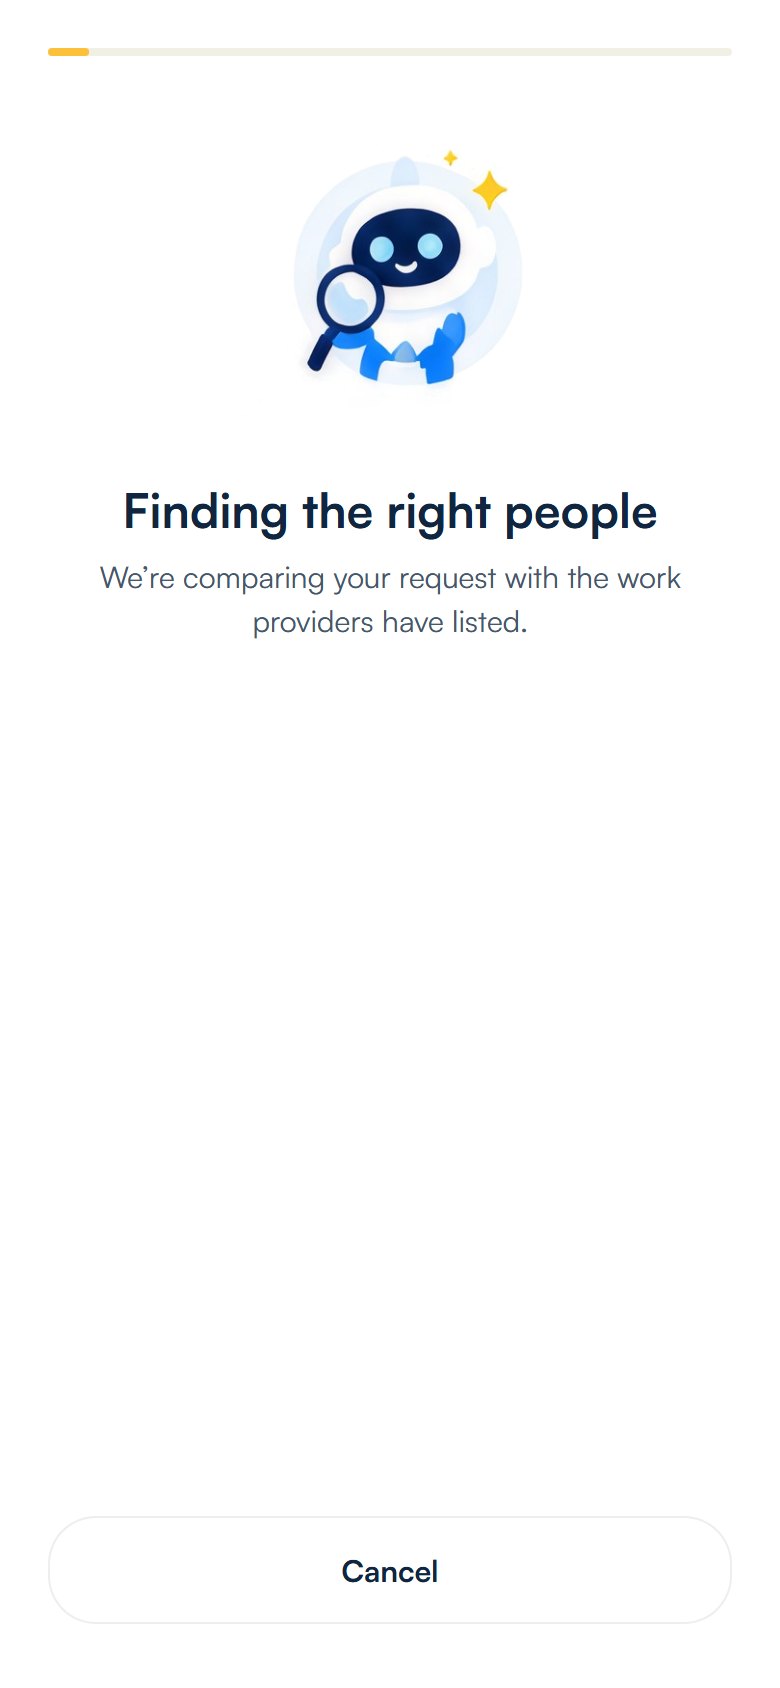 Finding the right people
We’re comparing your request with the work
providers have listed.
Cancel